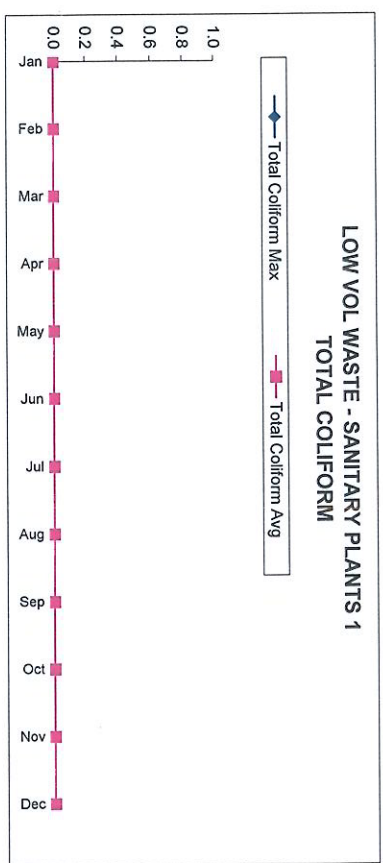 LOW VOL WASTE - SANITARY PLANTS 1
TOTAL COLIFORM
Total Coliform Max
Total Coliform Avg
1.0
0.8
0.6
0.4
0.2
0.0
Jan
Feb
Mar
Apr
May
Jun
Jul
Aug
Sep
Oct
Nov
Dec